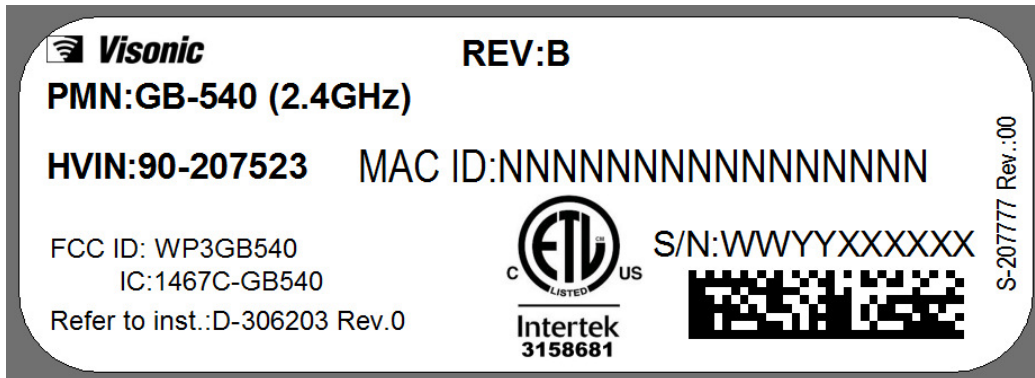 Visonic
REV:B
PMN:GB-540 (2.4GHz)
HVIN:90-207523
MAC ID:NNNNNNNNNNNNNNNN
FCC ID: WP3GB540
IC:1467C-GB540
Refer to inst.:D-306203 Rev.0
ETL CM
C US
LISTED
Intertek
3158681
S/N:WWYYXXXXXX
S-207777 Rev.:00